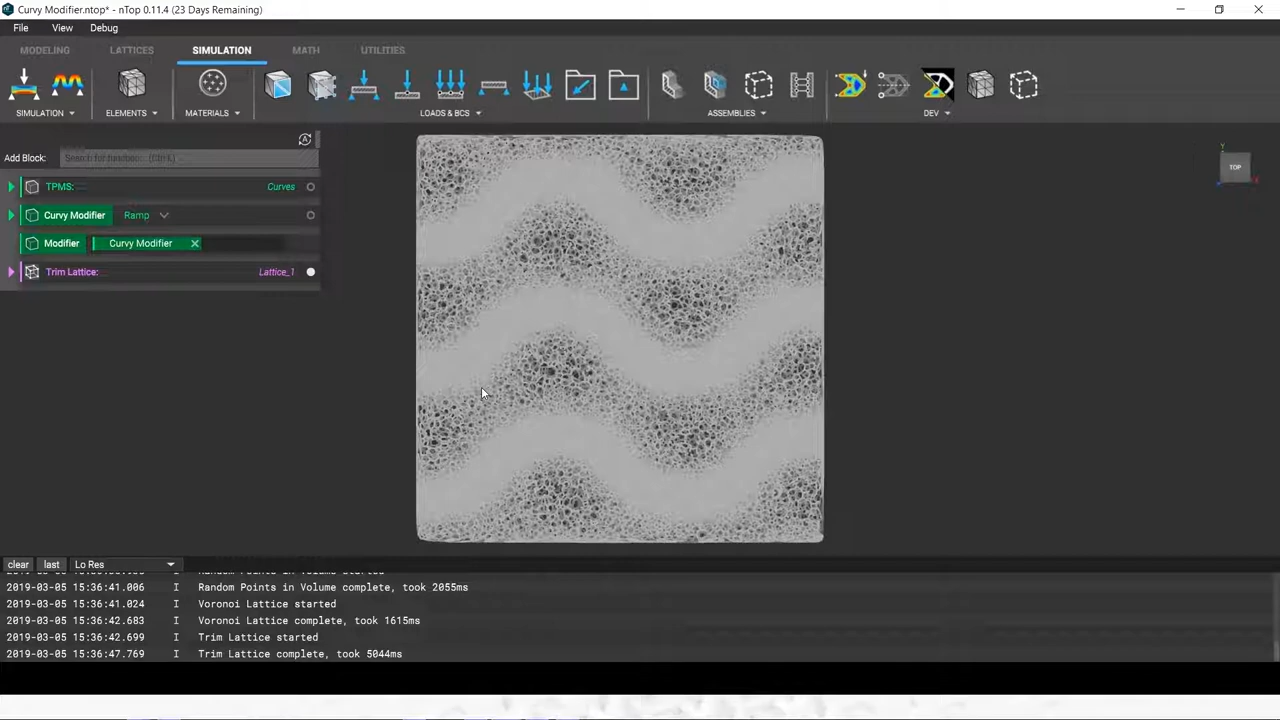 Curvy Modifier.ntop* - nTop 0.11.4 (23 Days Remaining)
File View Debug
MODELING LATTICES SIMULATION MATH UTILITIES
SIMULATION ELEMENTS MATERIALS LOADS & BCS ASSEMBLIES DEV
Add Block: Search for function... (Ctrl K)
TPMS: Curves
Curvy Modifier Ramp
Modifier Curvy Modifier
Trim Lattice: Lattice_1
Y
TOP
clear last Lo Res
2019-03-05 15:36:41.006 I Random Points in Volume complete, took 2055ms
2019-03-05 15:36:41.024 I Voronoi Lattice started
2019-03-05 15:36:42.683 I Voronoi Lattice complete, took 1615ms
2019-03-05 15:36:42.699 I Trim Lattice started
2019-03-05 15:36:47.769 I Trim Lattice complete, took 5044ms